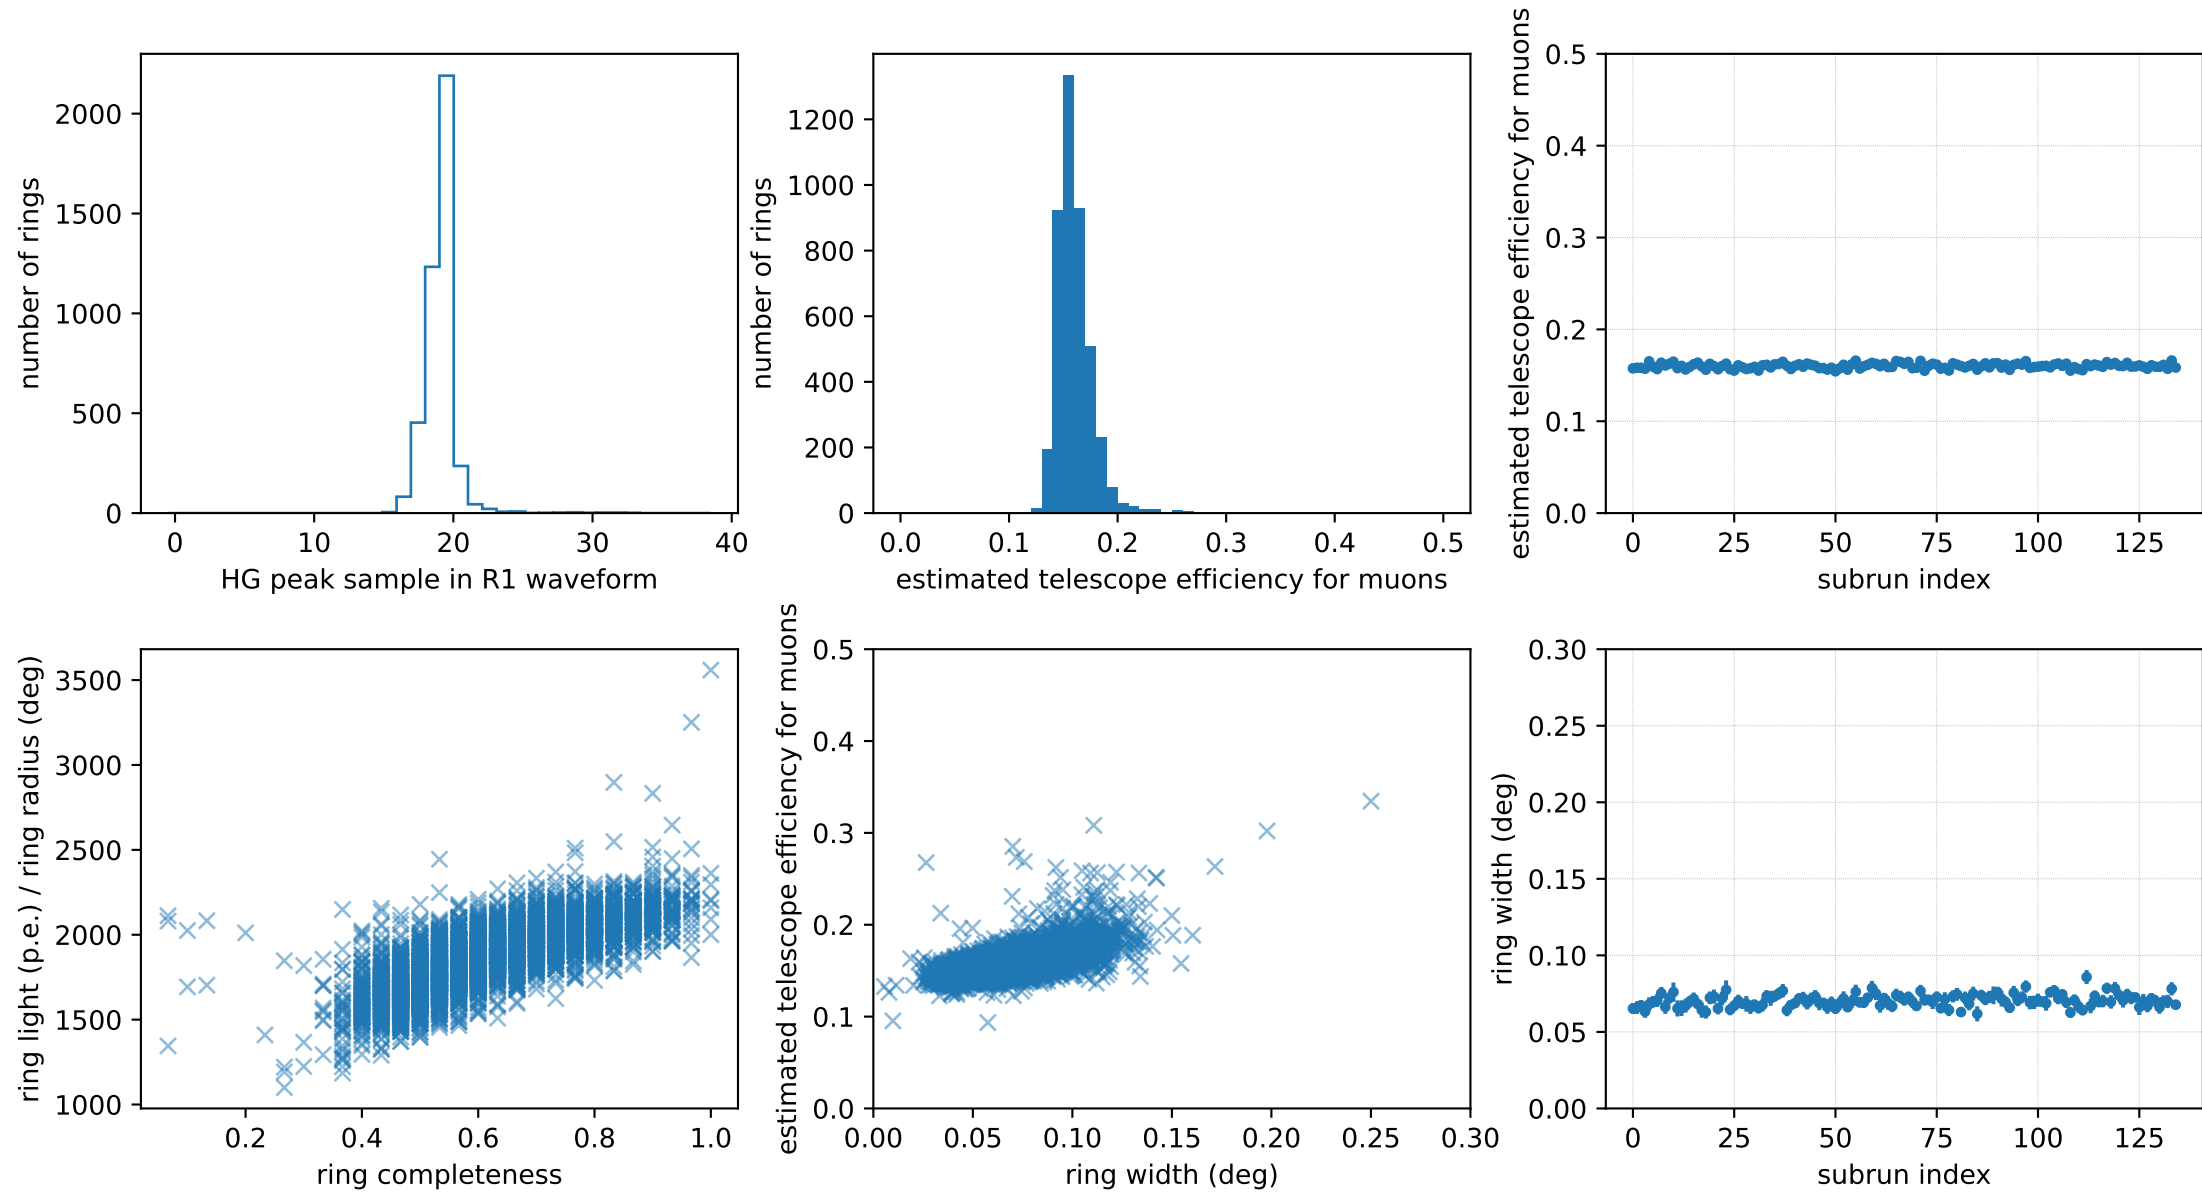 number of rings
2000
1500
1000
500
0
0 10 20 30 40
HG peak sample in R1 waveform
number of rings
1200
1000
800
600
400
200
0
0.0 0.1 0.2 0.3 0.4 0.5
estimated telescope efficiency for muons
estimated telescope efficiency for muons
0.5
0.4
0.3
0.2
0.1
0.0
0 25 50 75 100 125
subrun index
ring light (p.e.) / ring radius (deg)
3500
3000
2500
2000
1500
1000
0.2 0.4 0.6 0.8 1.0
ring completeness
estimated telescope efficiency for muons
0.5
0.4
0.3
0.2
0.1
0.0
0.00 0.05 0.10 0.15 0.20 0.25 0.30
ring width (deg)
ring width (deg)
0.30
0.25
0.20
0.15
0.10
0.05
0.00
0 25 50 75 100 125
subrun index